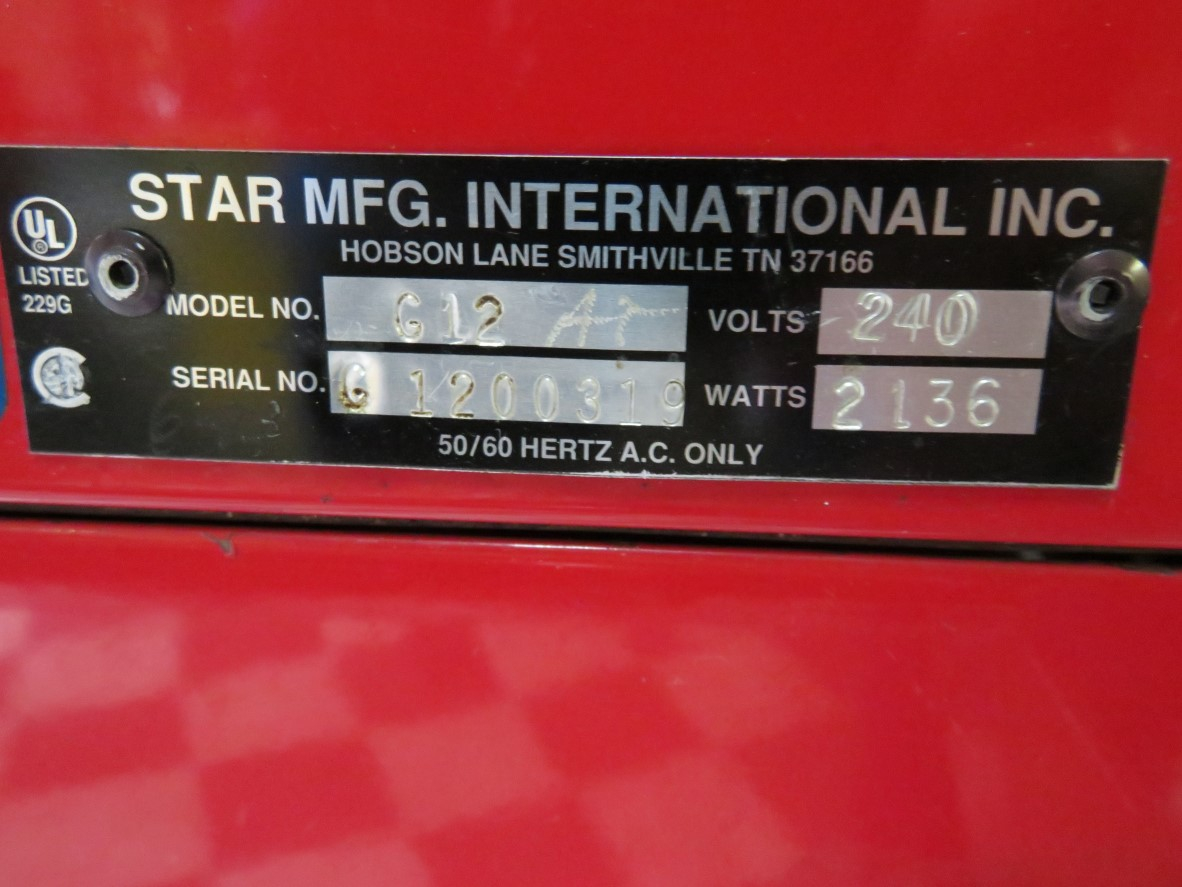 STAR MFG. INTERNATIONAL INC.
HOBSON LANE SMITHVILLE TN 37166
UL
LISTED
229G
MODEL NO. G12
VOLTS 240
SERIAL NO. G1200319
WATTS 2136
50/60 HERTZ A.C. ONLY